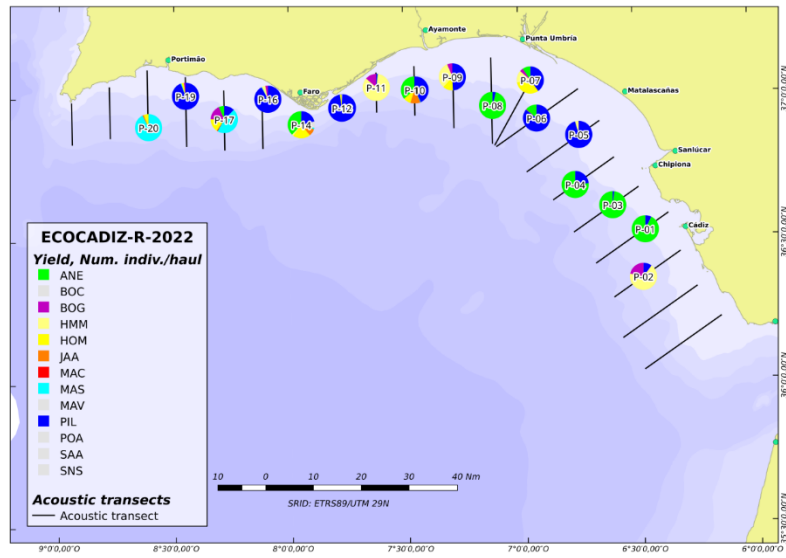 Ayamonte
Punta Umbría
Portimão
Faro
Matalascañas
Sanlúcar
Chipiona
Cádiz
P-19
P-16
P-11
P-10
P-09
P-07
P-20
P-17
P-14
P-12
P-08
P-06
P-05
P-04
P-03
P-01
P-02
37°0'0,00"N
36°30'0,00"N
36°0'0,00"N
ECOCADIZ-R-2022
Yield, Num. indiv./haul
ANE
BOC
BOG
HMM
HOM
JAA
MAC
MAS
MAV
PIL
POA
SAA
SNS
Acoustic transects
Acoustic transect
10 0 10 20 30 40 Nm
SRID: ETRS89/UTM 29N
9°0'0,00"O 8°30'0,00"O 8°0'0,00"O 7°30'0,00"O 7°0'0,00"O 6°30'0,00"O 6°0'0,00"O